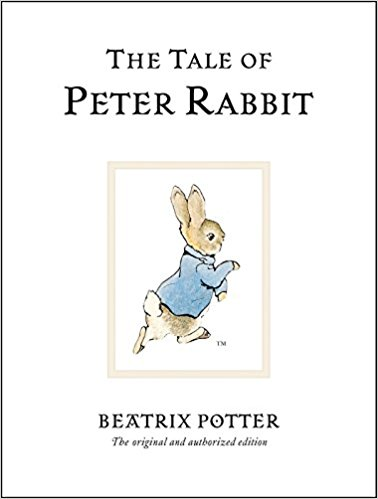 THE TALE OF
PETER RABBIT
TM
BEATRIX POTTER
The original and authorized edition